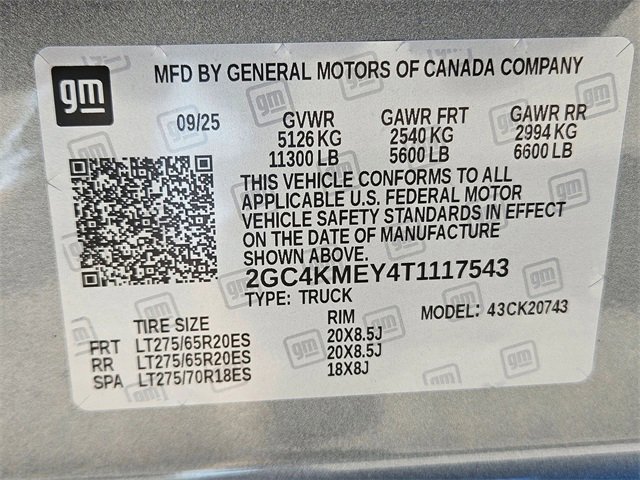 gm
MFD BY GENERAL MOTORS OF CANADA COMPANY
09/25 GVWR GAWR FRT GAWR RR
5126 KG 2540 KG 2994 KG
11300 LB 5600 LB 6600 LB
THIS VEHICLE CONFORMS TO ALL
APPLICABLE U.S. FEDERAL MOTOR
VEHICLE SAFETY STANDARDS IN EFFECT
ON THE DATE OF MANUFACTURE
SHOWN ABOVE.
2GC4KMEY4T1117543
TYPE: TRUCK MODEL: 43CK20743
TIRE SIZE RIM
FRT LT275/65R20ES 20X8.5J
RR LT275/65R20ES 20X8.5J
SPA LT275/70R18ES 18X8J